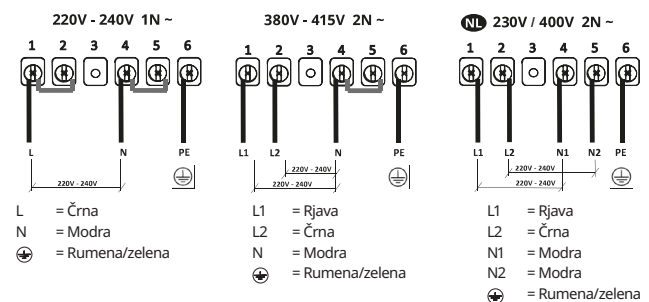 220V - 240V 1N ~
1 2 3 4 5 6
L N PE
220V - 240V
L = Črna
N = Modra
= Rumena/zelena
380V - 415V 2N ~
1 2 3 4 5 6
L1 L2 N PE
220V - 240V
220V - 240V
L1 = Rjava
L2 = Črna
N = Modra
= Rumena/zelena
NL 230V / 400V 2N ~
1 2 3 4 5 6
L1 L2 N1 N2 PE
220V - 240V
220V - 240V
L1 = Rjava
L2 = Črna
N1 = Modra
N2 = Modra
= Rumena/zelena